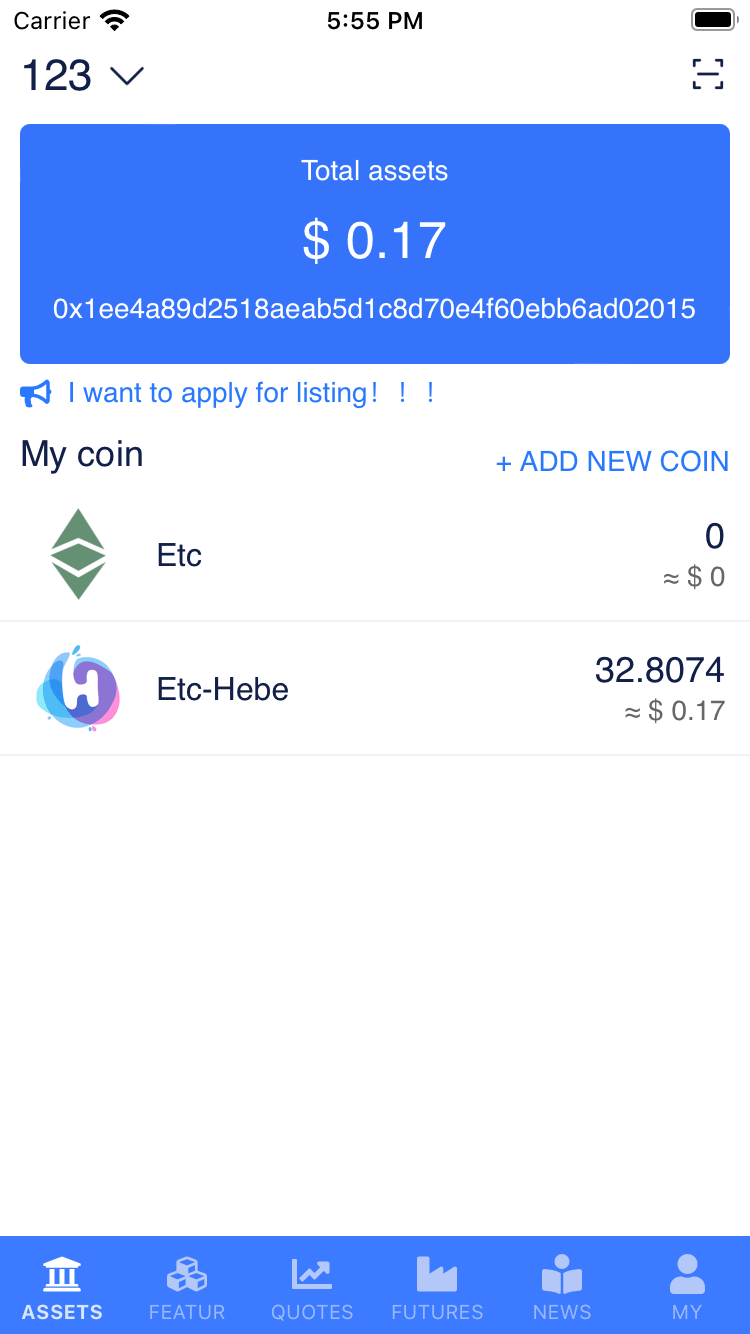 Carrier 5:55 PM
123
Total assets
$ 0.17
0x1ee4a89d2518aeab5d1c8d70e4f60ebb6ad02015
I want to apply for listing！！！
My coin
+ ADD NEW COIN
Etc
0
≈ $ 0
Etc-Hebe
32.8074
≈ $ 0.17
ASSETS FEATUR QUOTES FUTURES NEWS MY